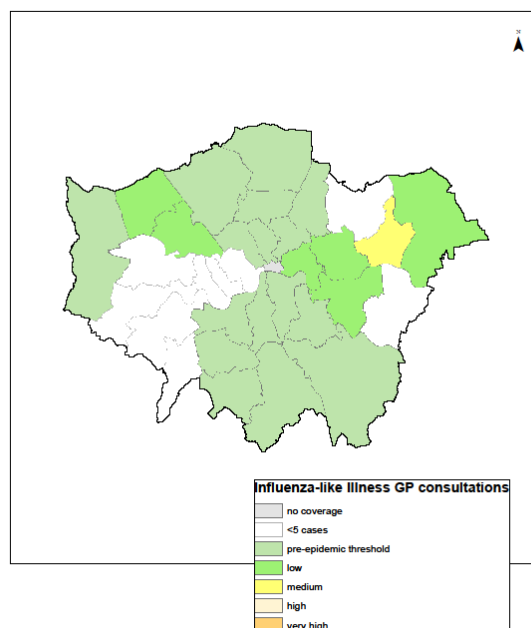 N
Influenza-like Illness GP consultations
no coverage
<5 cases
pre-epidemic threshold
low
medium
high
very high